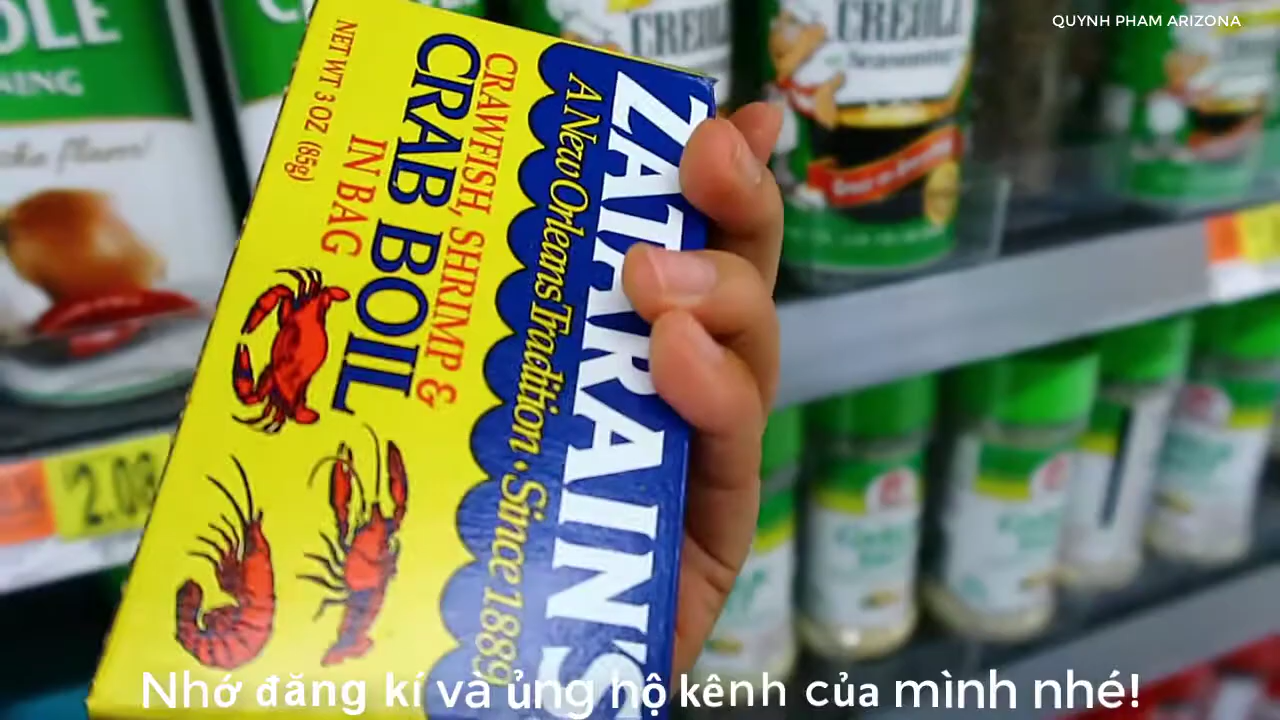 QUYNH PHAM ARIZONA
ZATARAIN'S
A New Orleans Tradition • Since 1889
CRAWFISH, SHRIMP &
CRAB BOIL
IN BAG
NET WT 3 OZ (85g)
CREOLE
CREOLE
Seasoning
2.08
Nhớ đăng kí và ủng hộ kênh của mình nhé!